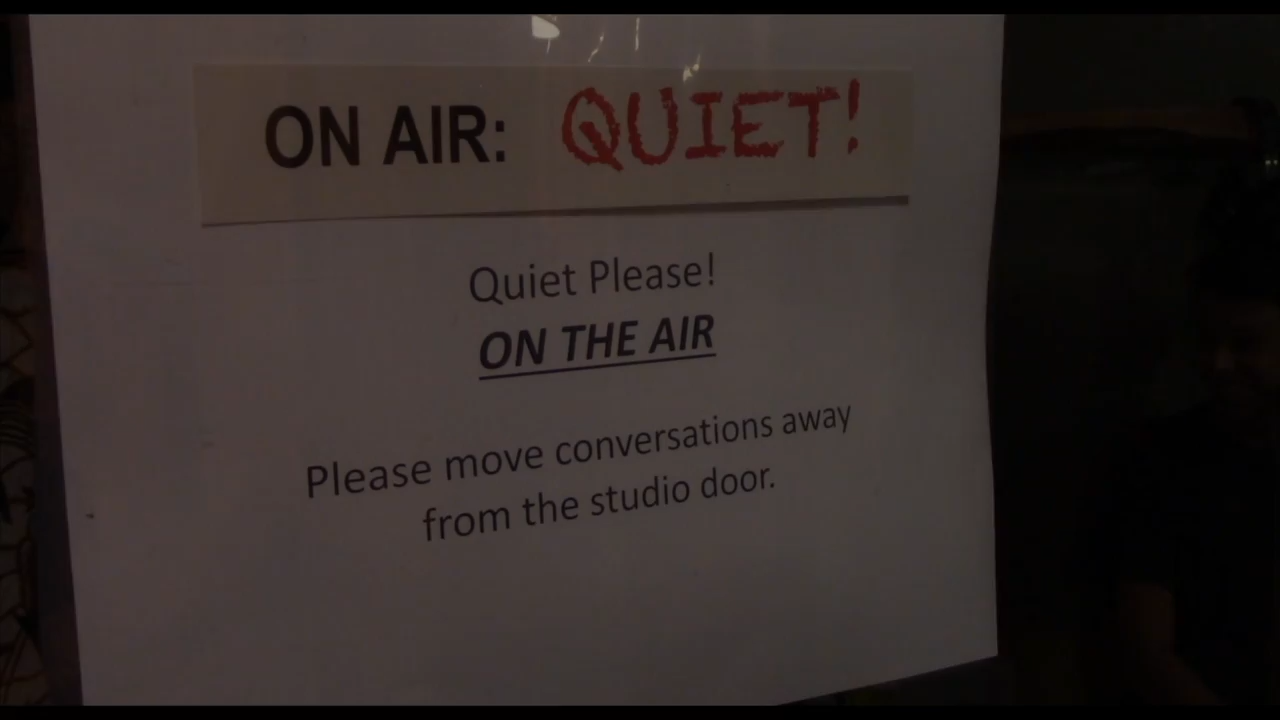 ON AIR: QUIET!
Quiet Please!
ON THE AIR
Please move conversations away
from the studio door.